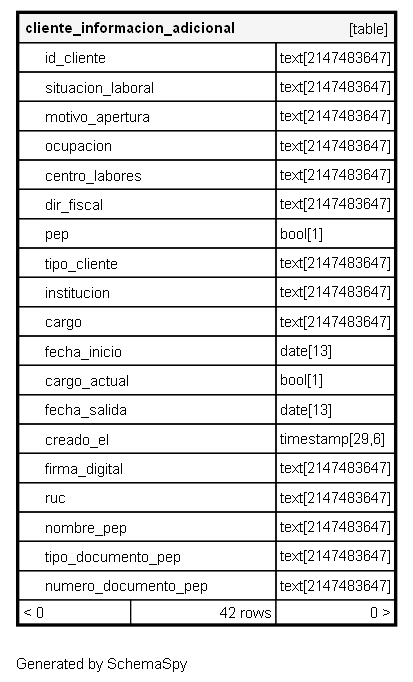 cliente_informacion_adicional [table]
id_cliente text[2147483647]
situacion_laboral text[2147483647]
motivo_apertura text[2147483647]
ocupacion text[2147483647]
centro_labores text[2147483647]
dir_fiscal text[2147483647]
pep bool[1]
tipo_cliente text[2147483647]
institucion text[2147483647]
cargo text[2147483647]
fecha_inicio date[13]
cargo_actual bool[1]
fecha_salida date[13]
creado_el timestamp[29,6]
firma_digital text[2147483647]
ruc text[2147483647]
nombre_pep text[2147483647]
tipo_documento_pep text[2147483647]
numero_documento_pep text[2147483647]
< 0 42 rows 0 >
Generated by SchemaSpy